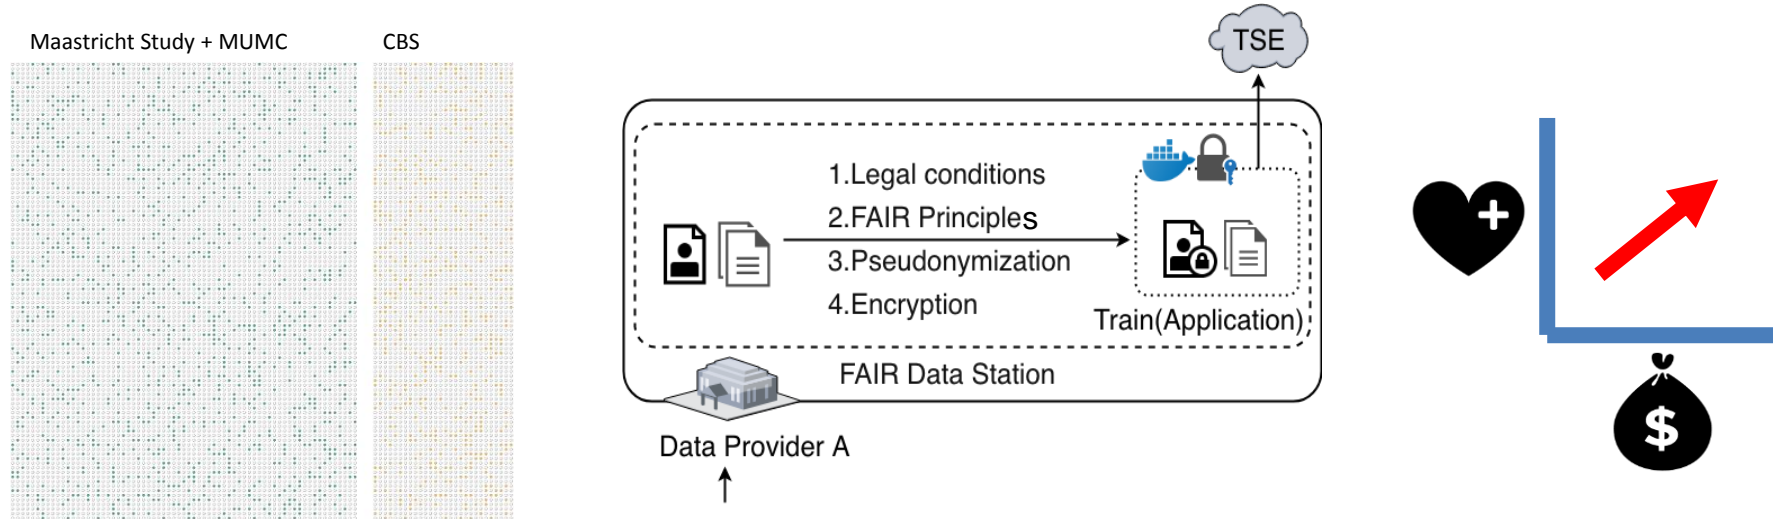 Maastricht Study + MUMC
CBS
TSE
1.Legal conditions
2.FAIR Principles
3.Pseudonymization
4.Encryption
Train(Application)
FAIR Data Station
Data Provider A
$